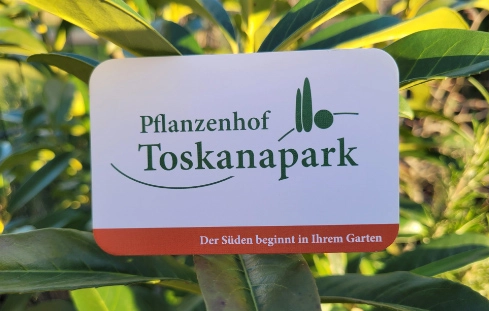 Pflanzenhof
Toskanapark
Der Süden beginnt in Ihrem Garten